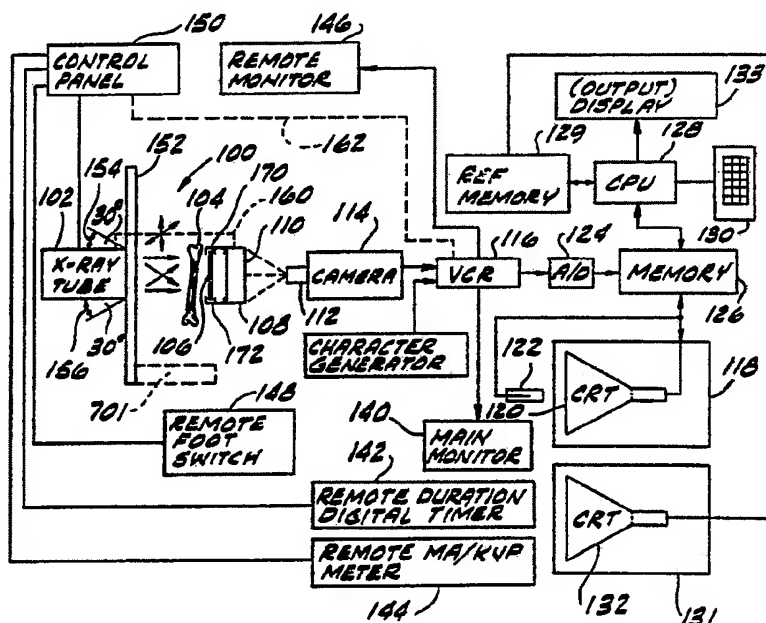 150
CONTROL
PANEL
146
REMOTE
MONITOR
133
(OUTPUT)
DISPLAY
152
162
129
128
154
100
REF
MEMORY
CPU
102
30°
104
170
160
110
114
116
124
130
X-RAY
TUBE
CAMERA
VCR
A/D
MEMORY
126
156
30°
106
172
108
112
CHARACTER
GENERATOR
122
118
701
148
120
CRT
REMOTE
FOOT
SWITCH
140
MAIN
MONITOR
142
REMOTE DURATION
DIGITAL TIMER
CRT
REMOTE MA/KVP
METER
144
132
131